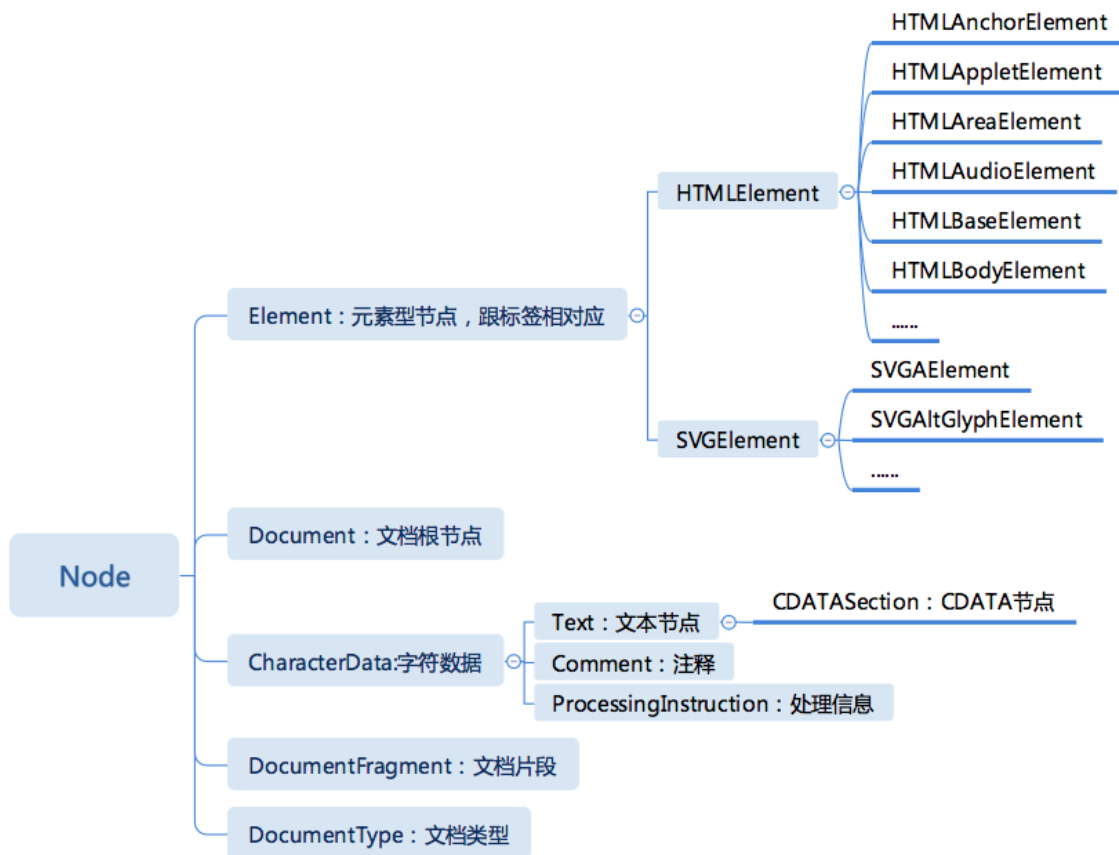 HTMLAnchorElement
HTMLAppletElement
HTMLAreaElement
HTMLAudioElement
HTMLElement
HTMLBaseElement
HTMLBodyElement
Element：元素型节点，跟标签相对应
......
SVGAElement
SVGAltGlyphElement
SVGElement
......
Document：文档根节点
Node
CDATASection：CDATA节点
Text：文本节点
CharacterData:字符数据
Comment：注释
ProcessingInstruction：处理信息
DocumentFragment：文档片段
DocumentType：文档类型